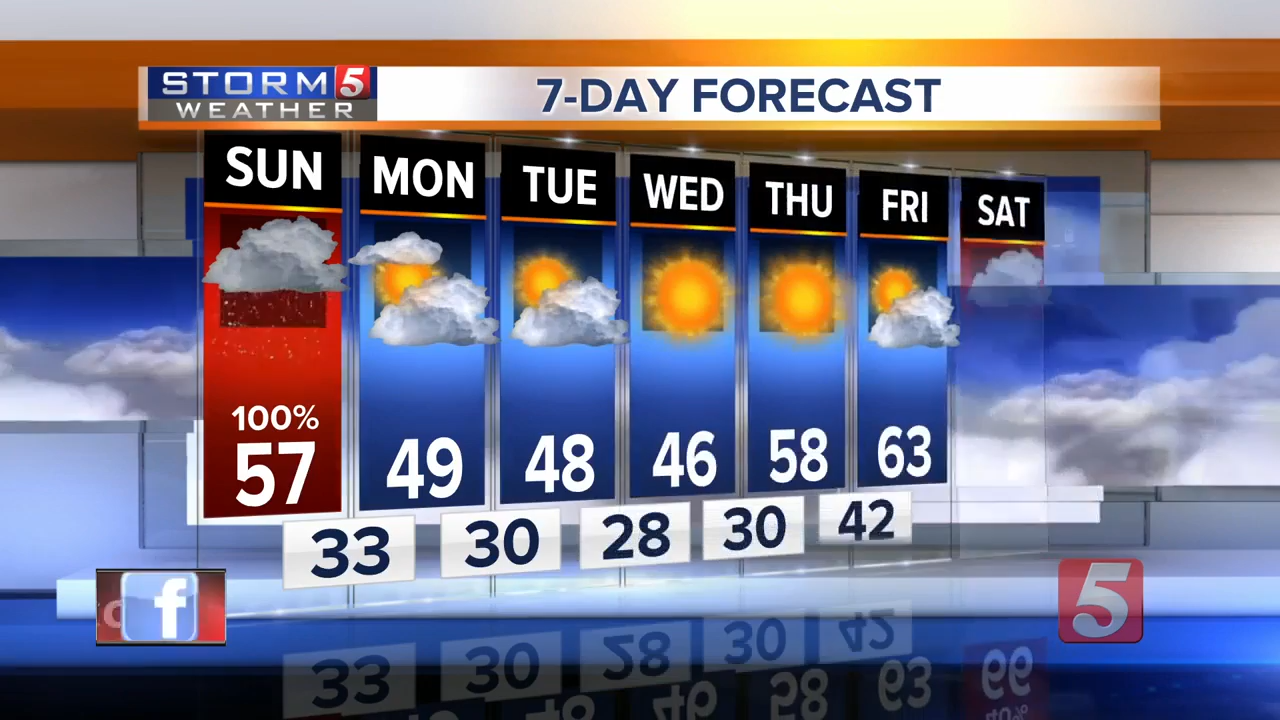 STORM 5
WEATHER
7-DAY FORECAST
SUN
MON
TUE
WED
THU
FRI
SAT
100%
57
49
48
46
58
63
33
30
28
30
42
f
5